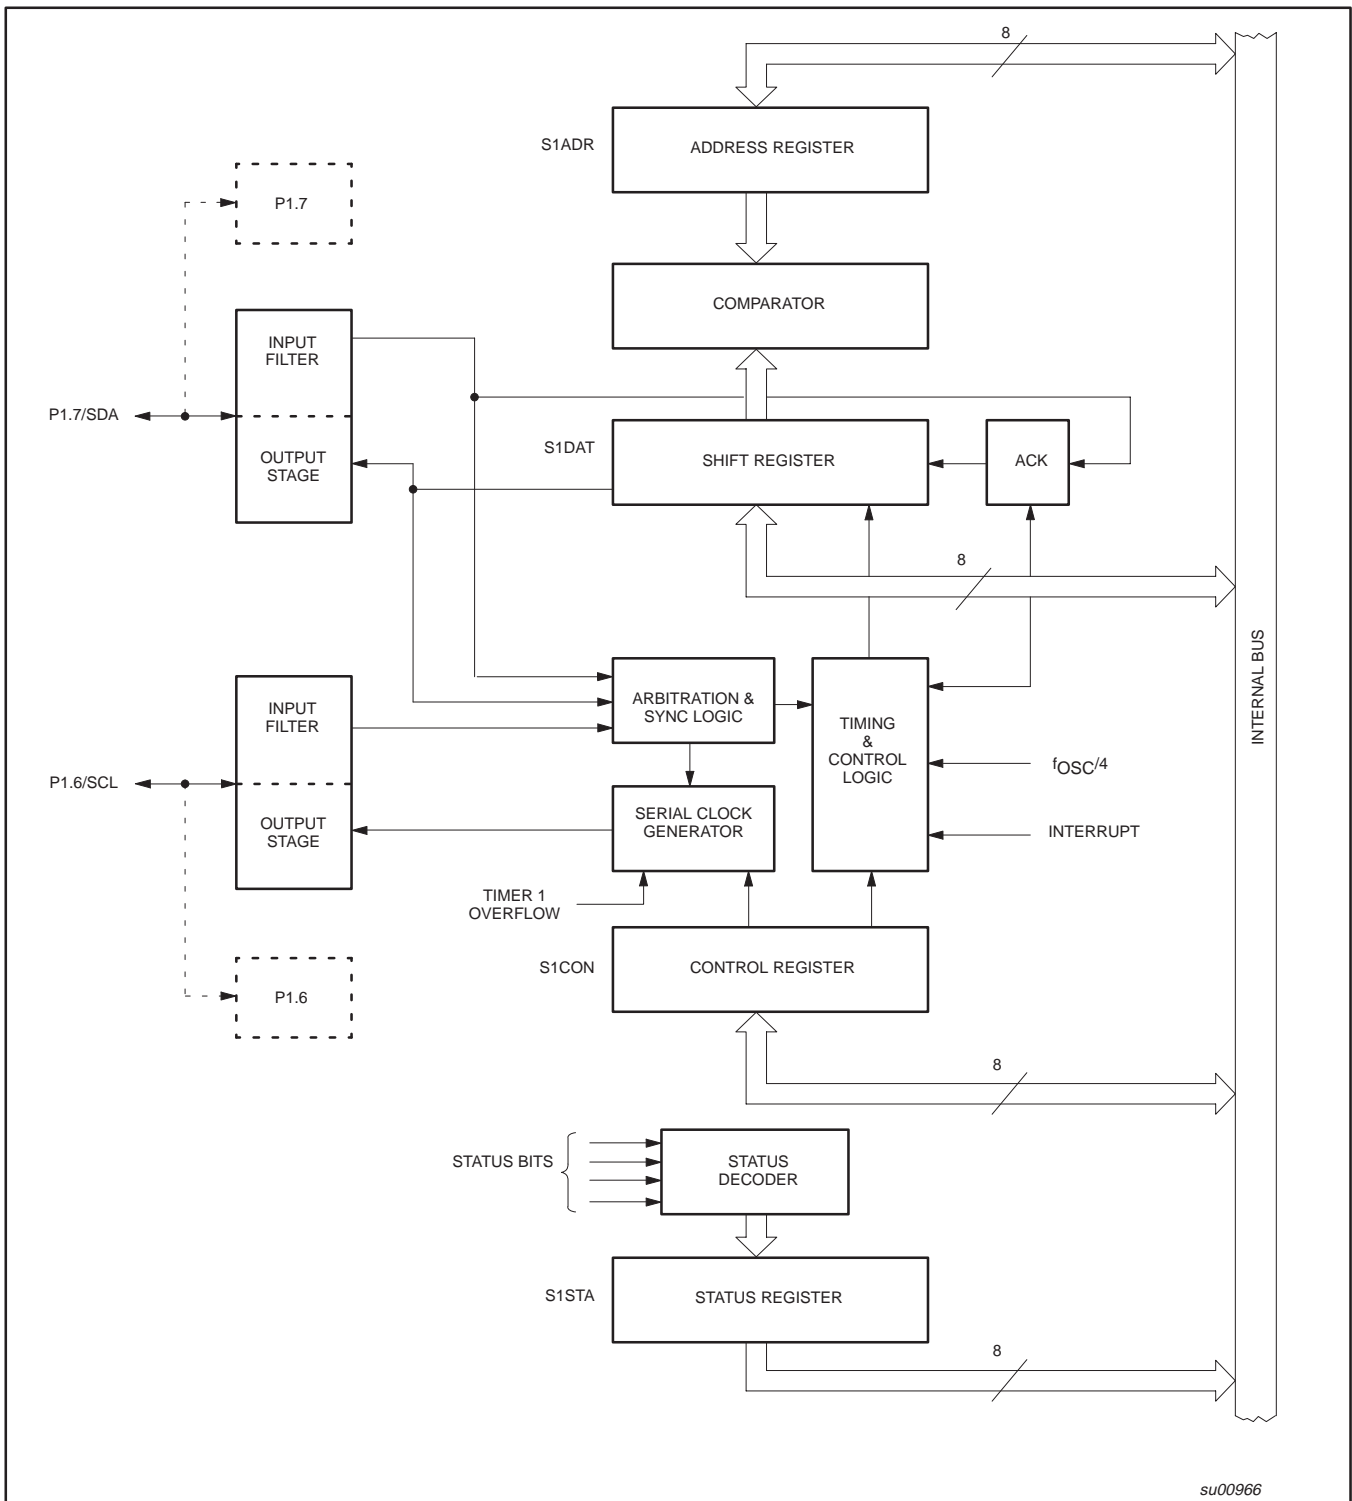 8
S1ADR
ADDRESS REGISTER
P1.7
COMPARATOR
INPUT
FILTER
P1.7/SDA
OUTPUT
STAGE
S1DAT
SHIFT REGISTER
ACK
8
INTERNAL BUS
ARBITRATION &
SYNC LOGIC
INPUT
FILTER
TIMING
&
CONTROL
LOGIC
fOSC/4
P1.6/SCL
SERIAL CLOCK
GENERATOR
OUTPUT
STAGE
INTERRUPT
TIMER 1
OVERFLOW
S1CON
CONTROL REGISTER
P1.6
8
STATUS BITS
STATUS
DECODER
S1STA
STATUS REGISTER
8
su00966